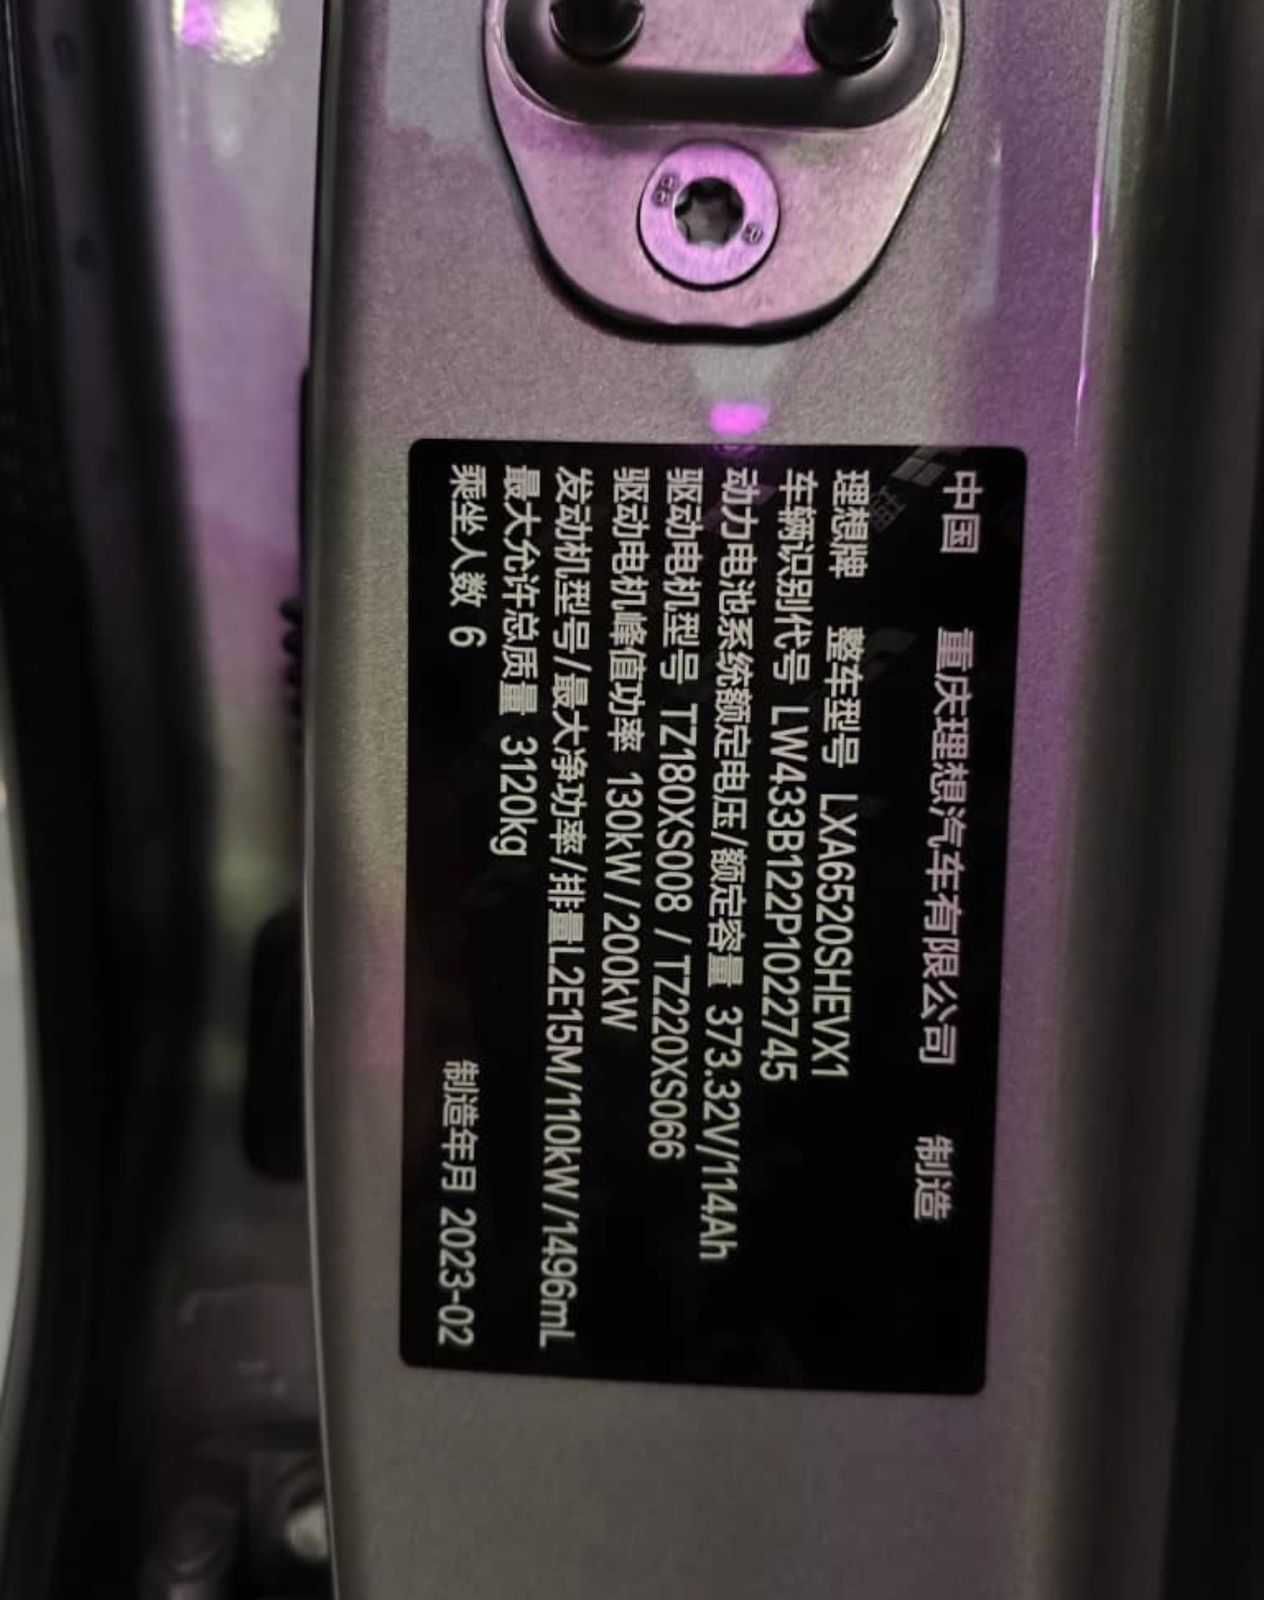 中国 重庆理想汽车有限公司 制造
理想牌 整车型号 LXA6520SHEVX1
车辆识别代号 LW433B122P1022745
动力电池系统额定电压/额定容量 373.32V/114Ah
驱动电机型号 TZ180XS008 / TZ220XS066
驱动电机峰值功率 130kW/200kW
发动机型号/最大净功率/排量L2E15M/110kW/1496mL
最大允许总质量 3120kg
乘坐人数 6 制造年月 2023-02